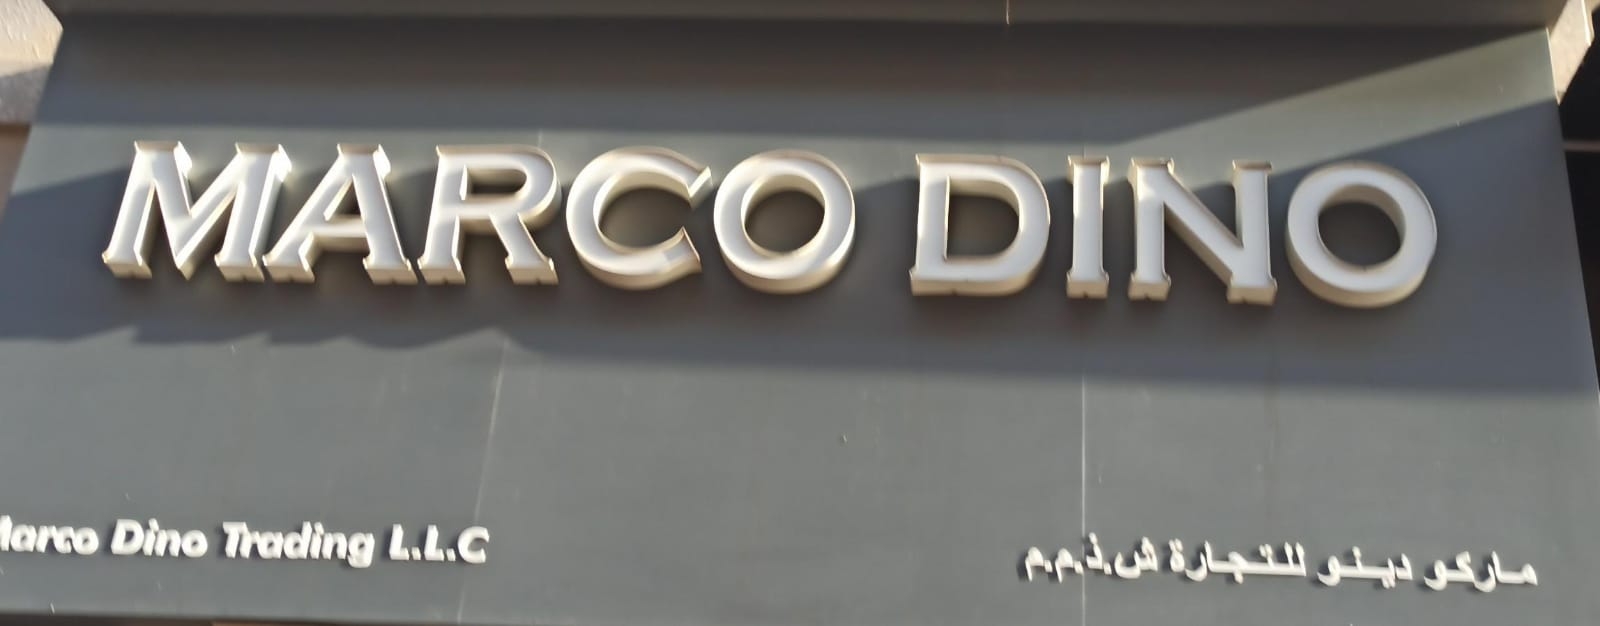 MARCO DINO
Marco Dino Trading L.L.C
ماركو دينو للتجارة ش.ذ.م.م